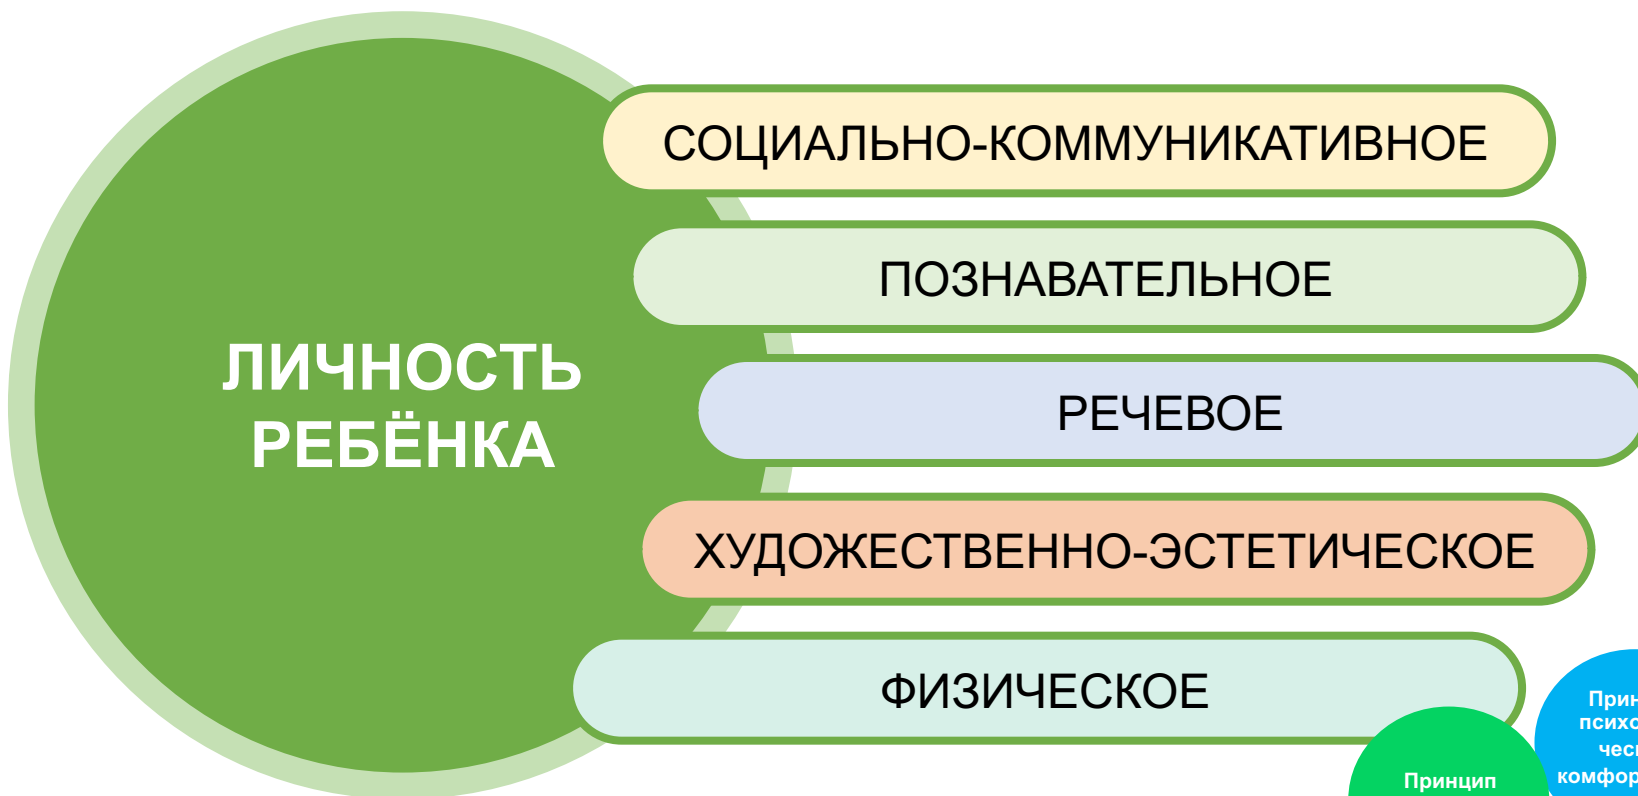 СОЦИАЛЬНО-КОММУНИКАТИВНОЕ
ПОЗНАВАТЕЛЬНОЕ
ЛИЧНОСТЬ
РЕБЁНКА
РЕЧЕВОЕ
ХУДОЖЕСТВЕННО-ЭСТЕТИЧЕСКОЕ
ФИЗИЧЕСКОЕ
Принцип